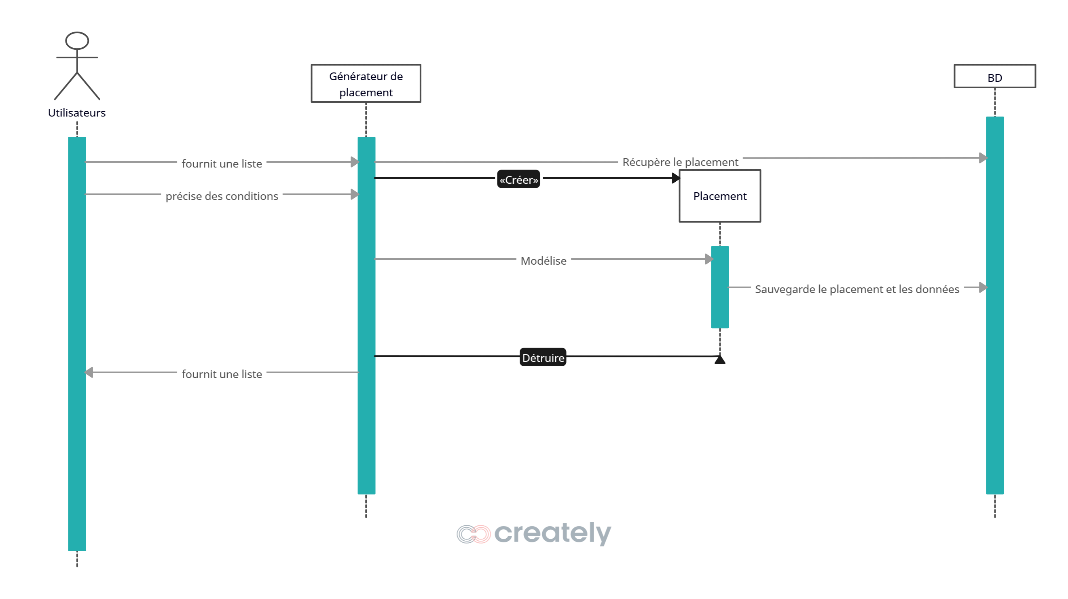 Utilisateurs
Générateur de
placement
BD
fournit une liste
Récupère le placement
«Créer»
précise des conditions
Placement
Modélise
Sauvegarde le placement et les données
Détruire
fournit une liste
creately